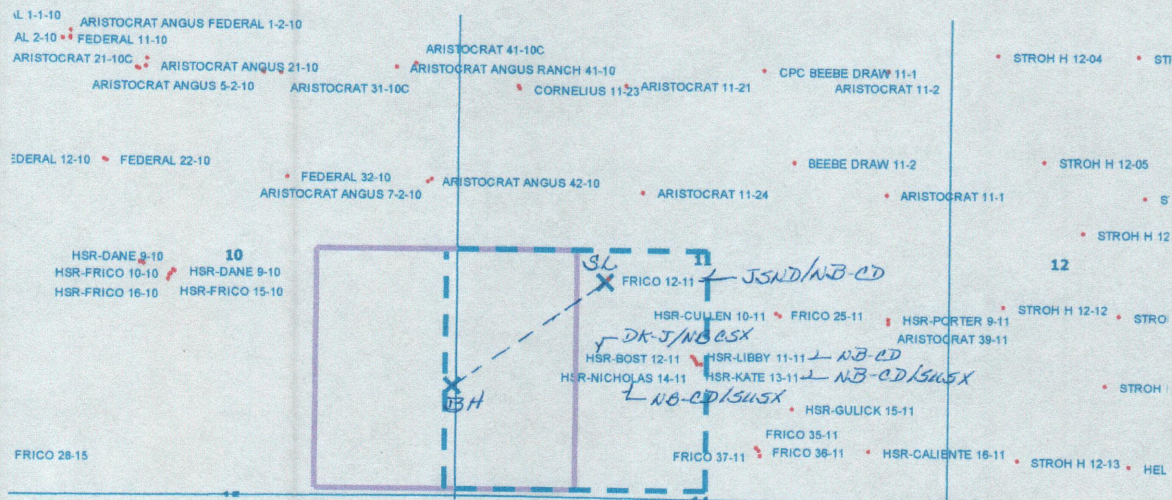 AL 1-1-10
ARISTOCRAT ANGUS FEDERAL 1-2-10
AL 2-10 FEDERAL 11-10
ARISTOCRAT 21-10C
ARISTOCRAT ANGUS 21-10
ARISTOCRAT ANGUS 5-2-10
ARISTOCRAT 31-10C
ARISTOCRAT 41-10C
ARISTOCRAT ANGUS RANCH 41-10
CORNELIUS 11-23
ARISTOCRAT 11-21
CPC BEEBE DRAW 11-1
ARISTOCRAT 11-2
STROH H 12-04
EDERAL 12-10
FEDERAL 22-10
FEDERAL 32-10
ARISTOCRAT ANGUS 7-2-10
ARISTOCRAT ANGUS 42-10
ARISTOCRAT 11-24
BEEBE DRAW 11-2
ARISTOCRAT 11-1
STROH H 12-05
STROH H 12
HSR-DANE 9-10
10
HSR-FRICO 10-10
HSR-DANE 9-10
HSR-FRICO 16-10
HSR-FRICO 15-10
SL
11
12
FRICO 12-11
JSND/NB-CD
HSR-CULLEN 10-11
FRICO 25-11
HSR-PORTER 9-11
ARISTOCRAT 39-11
STROH H 12-12
STRO
DK-J/NBCSX
HSR-BOST 12-11
HSR-LIBBY 11-11
NB-CD
HSR-NICHOLAS 14-11
HSR-KATE 13-11
NB-CD/SUSX
NB-CD/SUSX
BH
STROH
HSR-GULICK 15-11
FRICO 35-11
FRICO 37-11
FRICO 36-11
HSR-CALIENTE 16-11
STROH H 12-13
HEL
FRICO 28-15